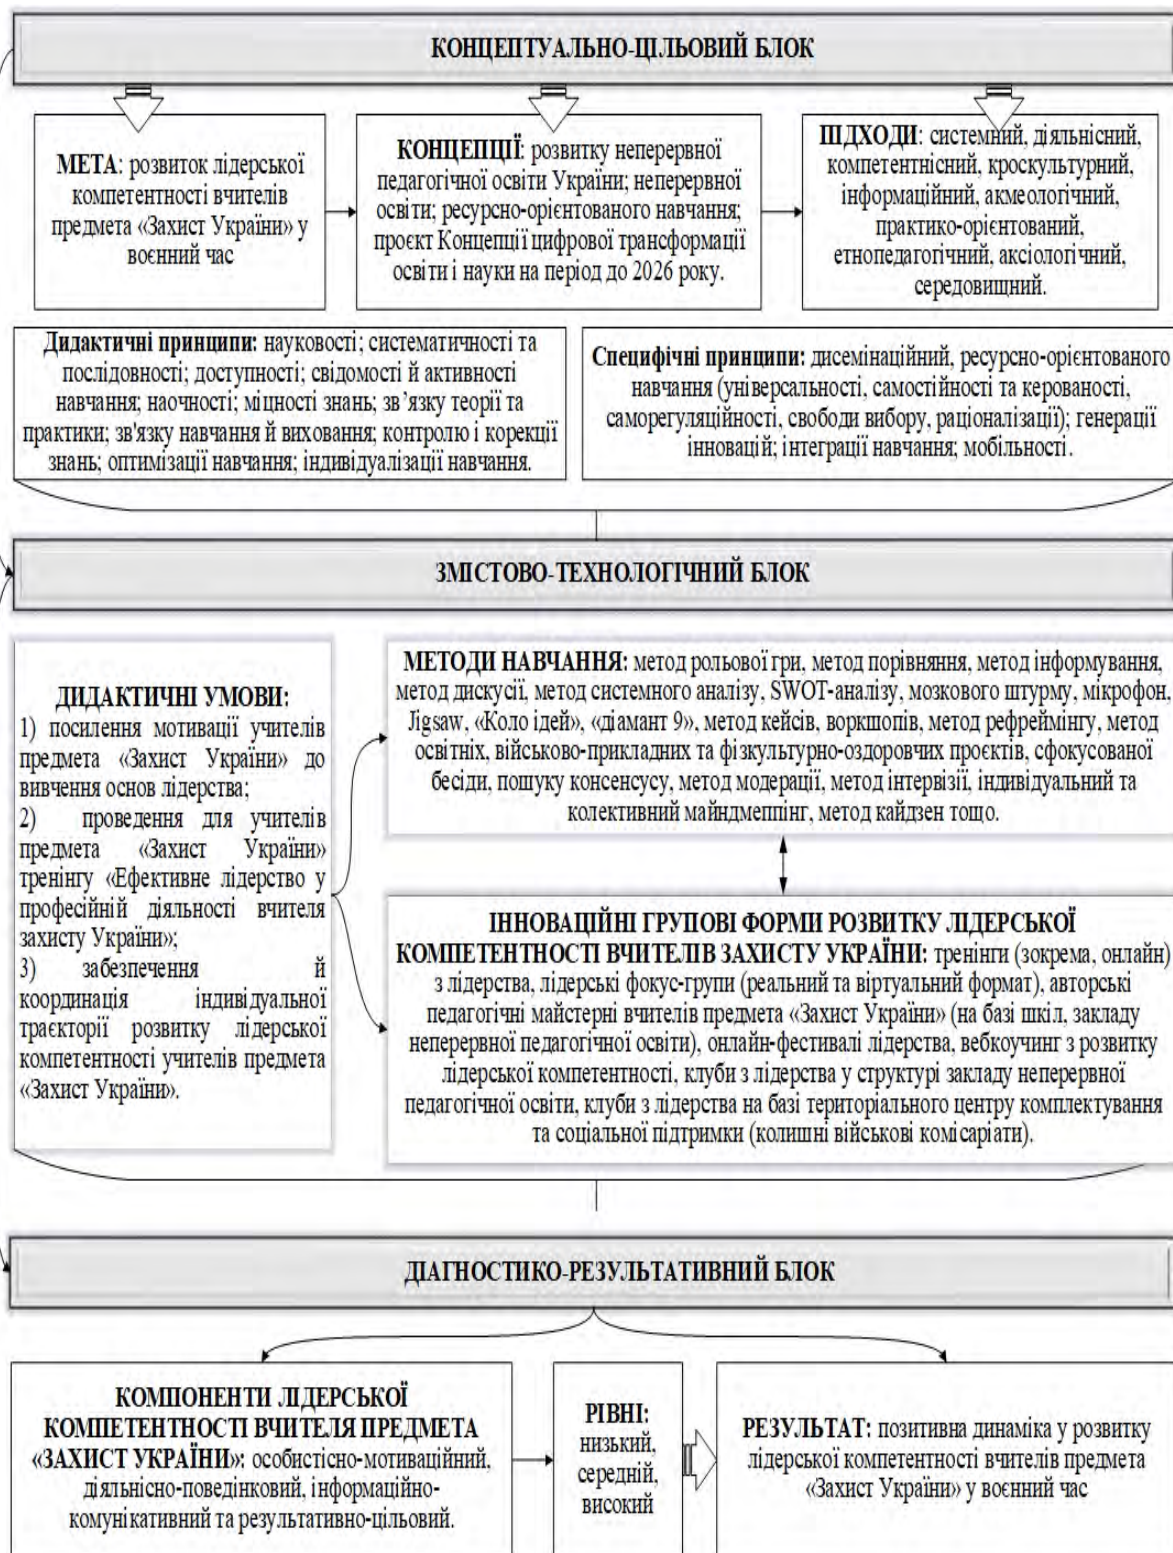 КОНЦЕПТУАЛЬНО-ЦІЛЬОВИЙ БЛОК
МЕТА: розвиток лідерської
компетентності вчителів
предмета «Захист України» у
воєнний час
КОНЦЕПЦІЇ: розвитку неперервної
педагогічної освіти України; неперервної
освіти; ресурсно-орієнтованого навчання;
проєкт Концепції цифрової трансформації
освіти і науки на період до 2026 року.
ПІДХОДИ: системний, діяльнісний,
компетентнісний, кроскультурний,
інформаційний, акмеологічний,
практико-орієнтований,
етнопедагогічний, аксіологічний,
середовищний.
Дидактичні принципи: науковості; систематичності та
послідовності; доступності; свідомості й активності
навчання; наочності; міцності знань; зв’язку теорії та
практики; зв'язку навчання й виховання; контролю і корекції
знань; оптимізації навчання; індивідуалізації навчання.
Специфічні принципи: дисемінаційний, ресурсно-орієнтованого
навчання (універсальності, самостійності та керованості,
саморегуляційності, свободи вибору, раціоналізації); генерації
інновацій; інтеграції навчання; мобільності.
ЗМІСТОВО-ТЕХНОЛОГІЧНИЙ БЛОК
ДИДАКТИЧНІ УМОВИ:
1) посилення мотивації учителів
предмета «Захист України» до
вивчення основ лідерства;
2) проведення для учителів
предмета «Захист України»
тренінгу «Ефективне лідерство у
професійній діяльності вчителя
захисту України»;
3) забезпечення й
координація індивідуальної
траєкторії розвитку лідерської
компетентності учителів предмета
«Захист України».
МЕТОДИ НАВЧАННЯ: метод рольової гри, метод порівняння, метод інформування,
метод дискусії, метод системного аналізу, SWOT-аналізу, мозкового штурму, мікрофон,
Jigsaw, «Коло ідей», «діамант 9», метод кейсів, воркшопів, метод рефреймінгу, метод
освітніх, військово-прикладних та фізкультурно-оздоровчих проєктів, сфокусованої
бесіди, пошуку консенсусу, метод модерації, метод інтервізії, індивідуальний та
колективний майндмеппінг, метод кайдзен тощо.
ІННОВАЦІЙНІ ГРУПОВІ ФОРМИ РОЗВИТКУ ЛІДЕРСЬКОЇ
КОМПЕТЕНТНОСТІ ВЧИТЕЛІВ ЗАХИСТУ УКРАЇНИ: тренінги (зокрема, онлайн)
з лідерства, лідерські фокус-групи (реальний та віртуальний формат), авторські
педагогічні майстерні вчителів предмета «Захист України» (на базі шкіл, закладу
неперервної педагогічної освіти), онлайн-фестивалі лідерства, вебкоучинг з розвитку
лідерської компетентності, клуби з лідерства у структурі закладу неперервної
педагогічної освіти, клуби з лідерства на базі територіального центру комплектування
та соціальної підтримки (колишні військові комісаріати).
ДІАГНОСТИКО-РЕЗУЛЬТАТИВНИЙ БЛОК
КОМПОНЕНТИ ЛІДЕРСЬКОЇ
КОМПЕТЕНТНОСТІ ВЧИТЕЛЯ ПРЕДМЕТА
«ЗАХИСТ УКРАЇНИ»: особистісно-мотиваційний,
діяльнісно-поведінковий, інформаційно-
комунікативний та результативно-цільовий.
РІВНІ:
низький,
середній,
високий
РЕЗУЛЬТАТ: позитивна динаміка у розвитку
лідерської компетентності вчителів предмета
«Захист України» у воєнний час